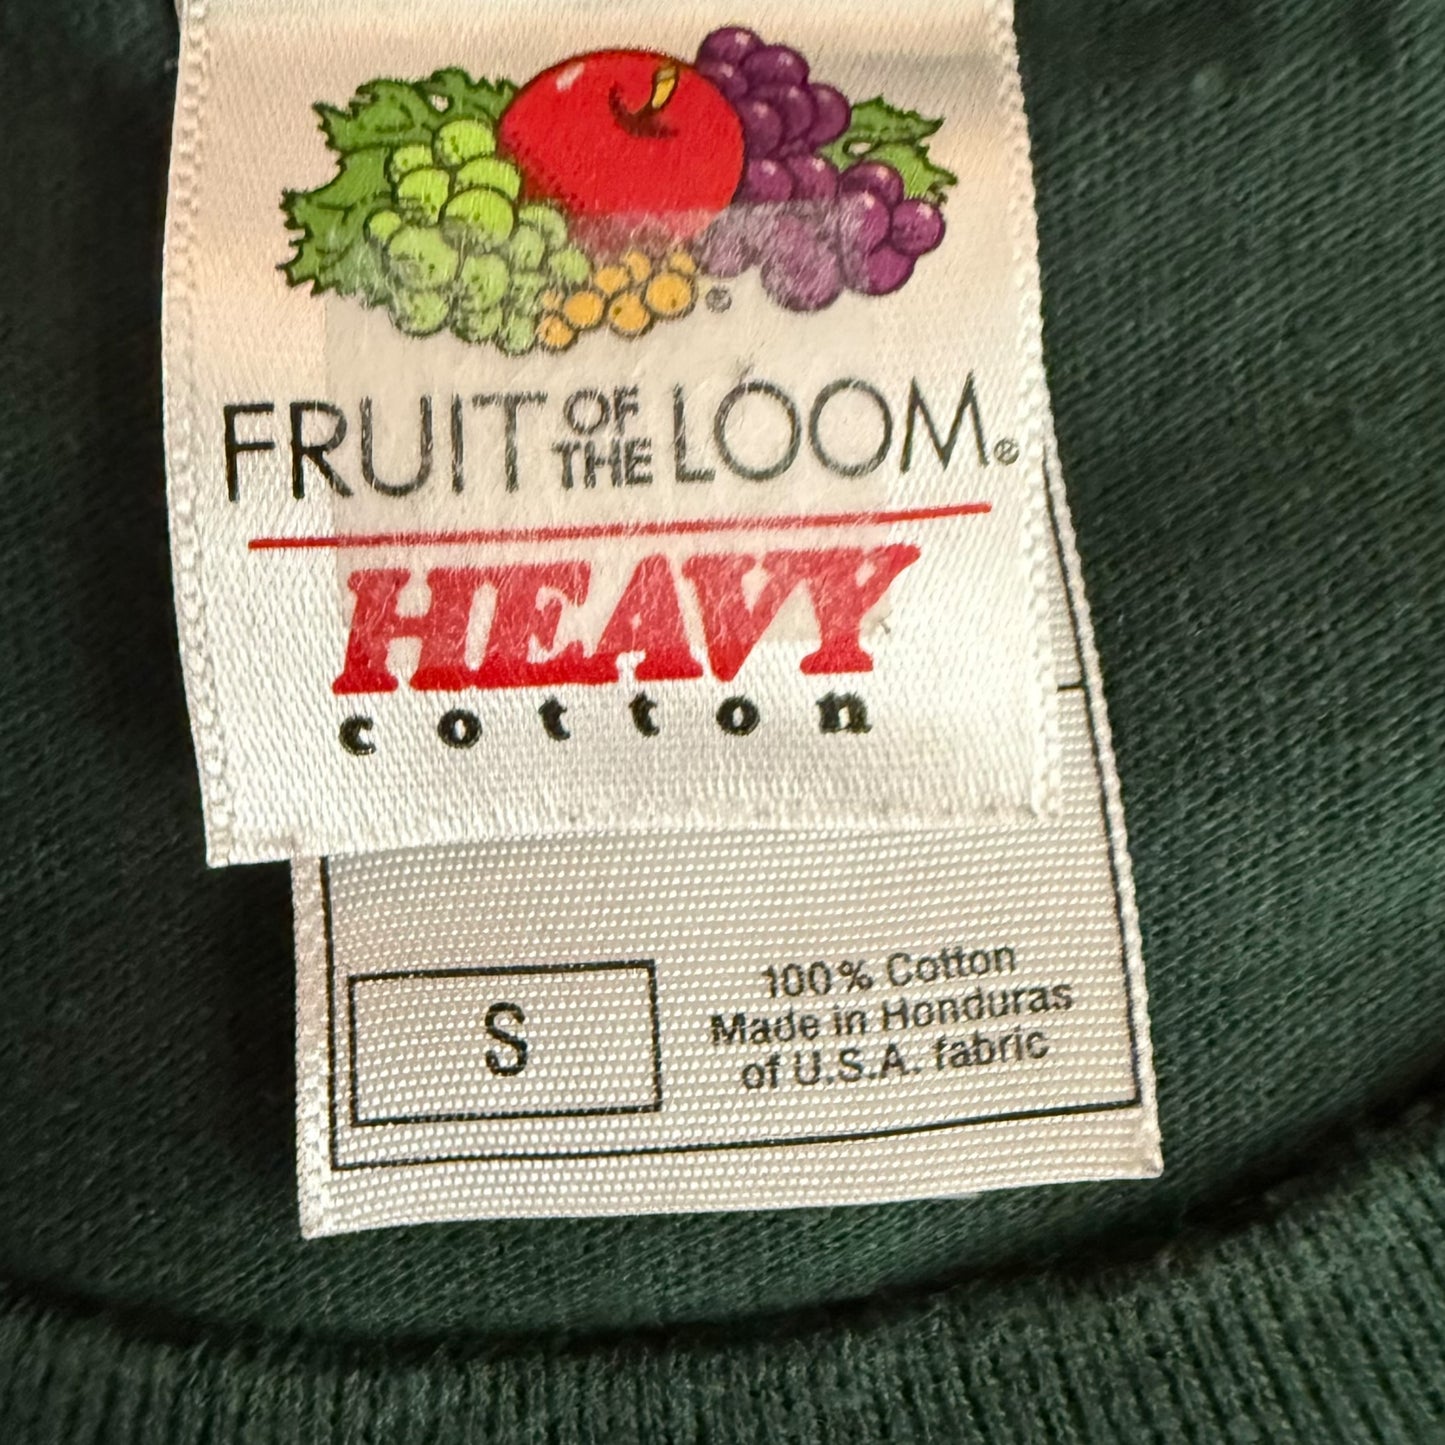 ®
FRUIT OF THE LOOM®
HEAVY
cotton
S
100% Cotton
Made in Honduras
of U.S.A. fabric